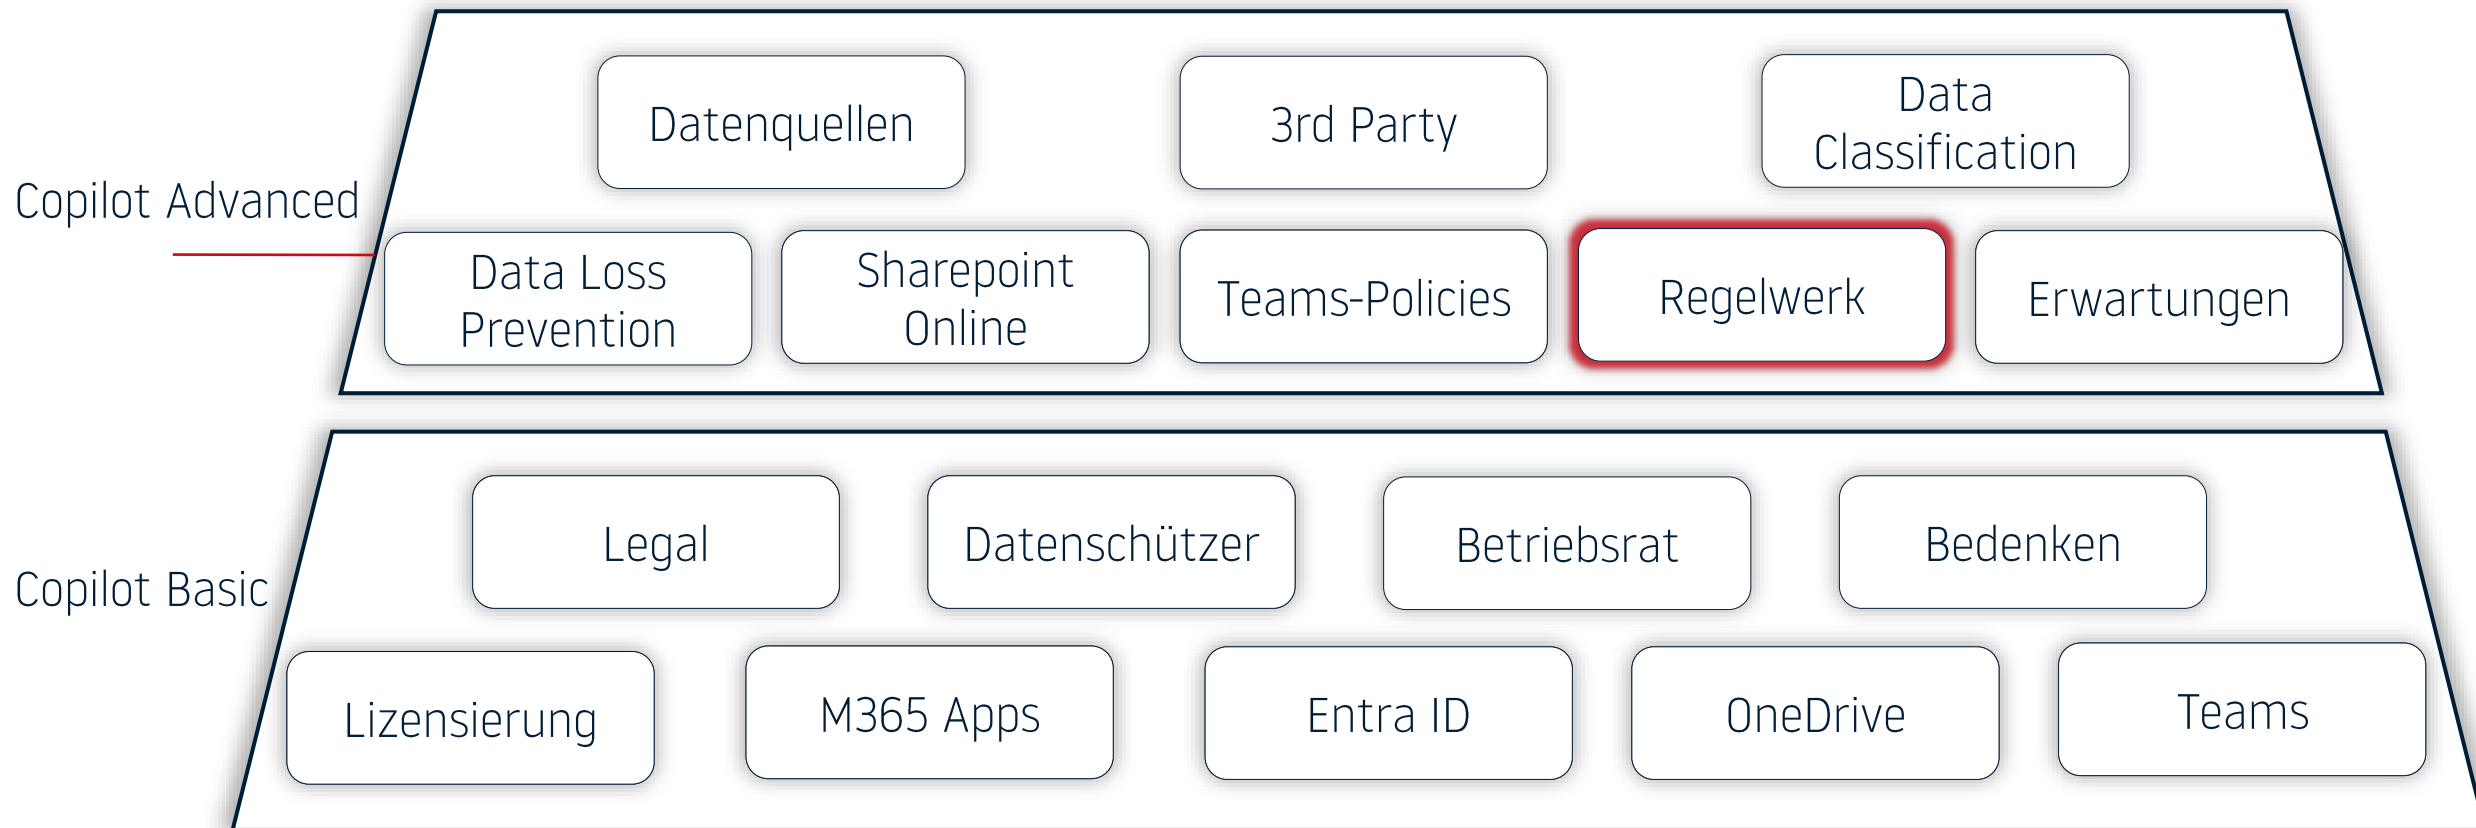 Datenquellen
3rd Party
Data
Classification
Copilot Advanced
Data Loss
Prevention
Sharepoint
Online
Teams-Policies
Regelwerk
Erwartungen
Legal
Datenschützer
Betriebsrat
Bedenken
Copilot Basic
Lizensierung
M365 Apps
Entra ID
OneDrive
Teams